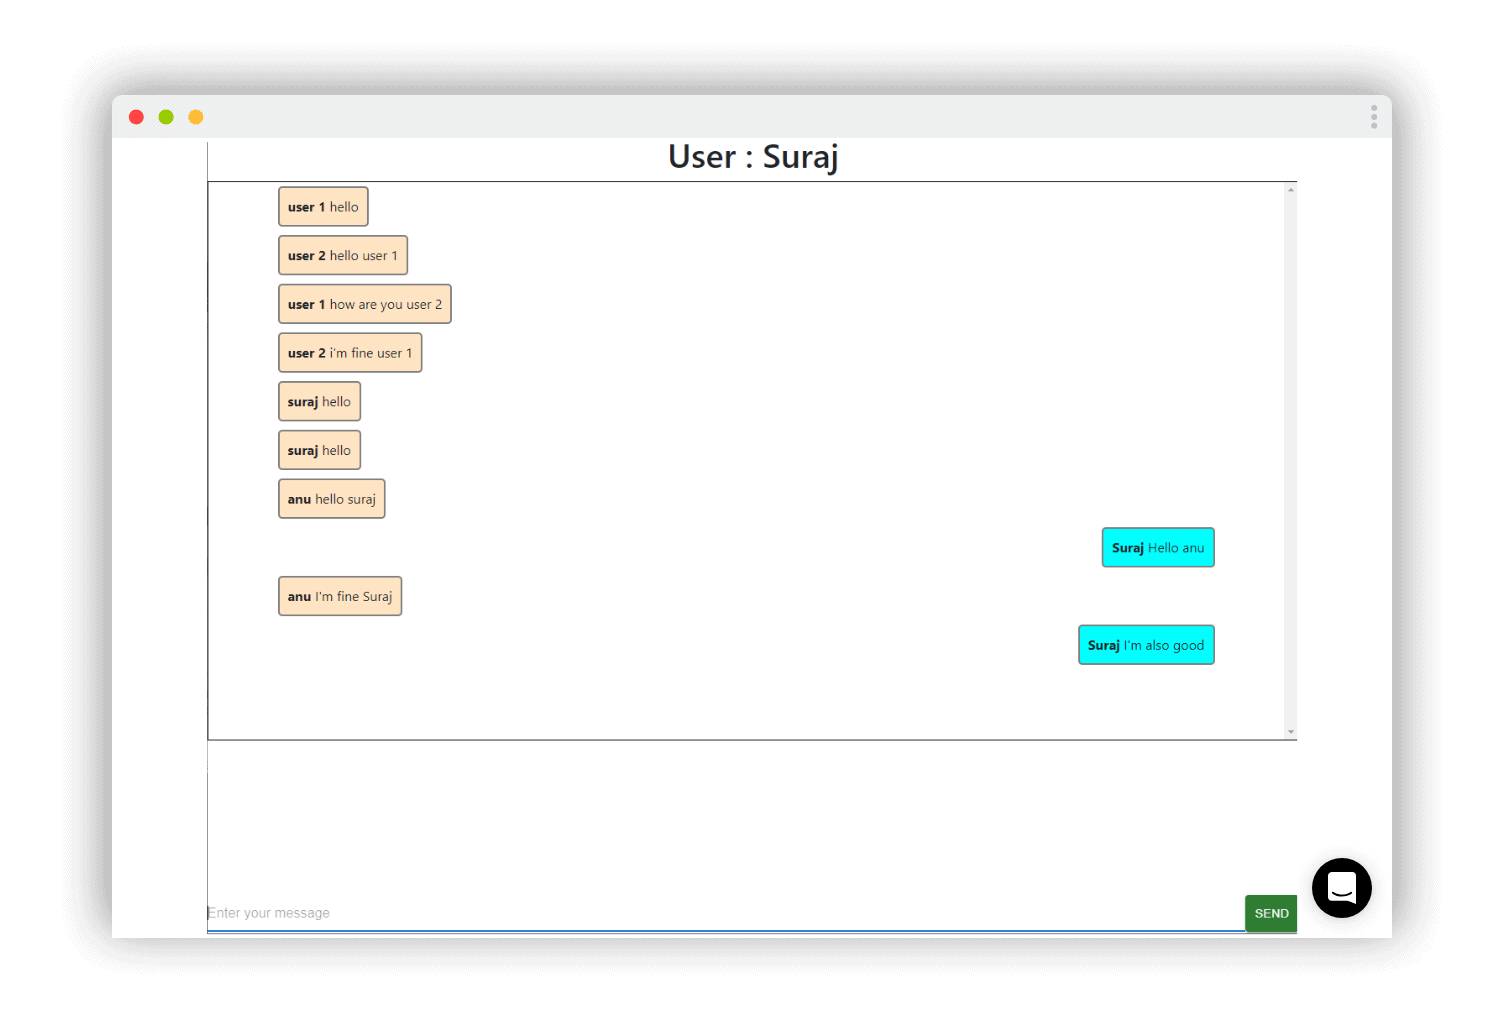 User : Suraj
user 1 hello
user 2 hello user 1
user 1 how are you user 2
user 2 i'm fine user 1
suraj hello
suraj hello
anu hello suraj
Suraj Hello anu
anu I'm fine Suraj
Suraj I'm also good
Enter your message
SEND